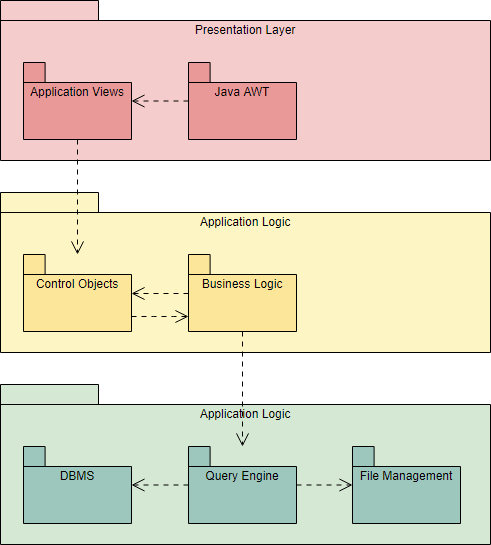 Presentation Layer
Application Views
Java AWT
Application Logic
Control Objects
Business Logic
Application Logic
DBMS
Query Engine
File Management